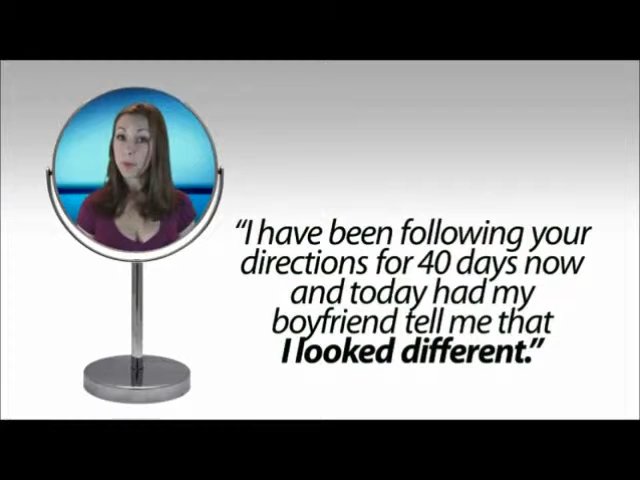 “I have been following your
directions for 40 days now
and today had my
boyfriend tell me that
I looked different.”